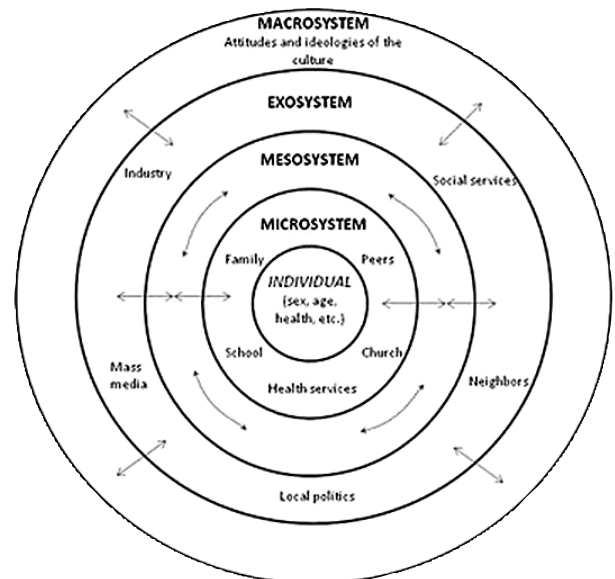 MACROSYSTEM
Attitudes and ideologies of the
culture
EXOSYSTEM
MESOSYSTEM
Industry
Social services
MICROSYSTEM
Family
Peers
INDIVIDUAL
(sex, age,
health, etc.)
School
Church
Mass
media
Health services
Neighbors
Local politics